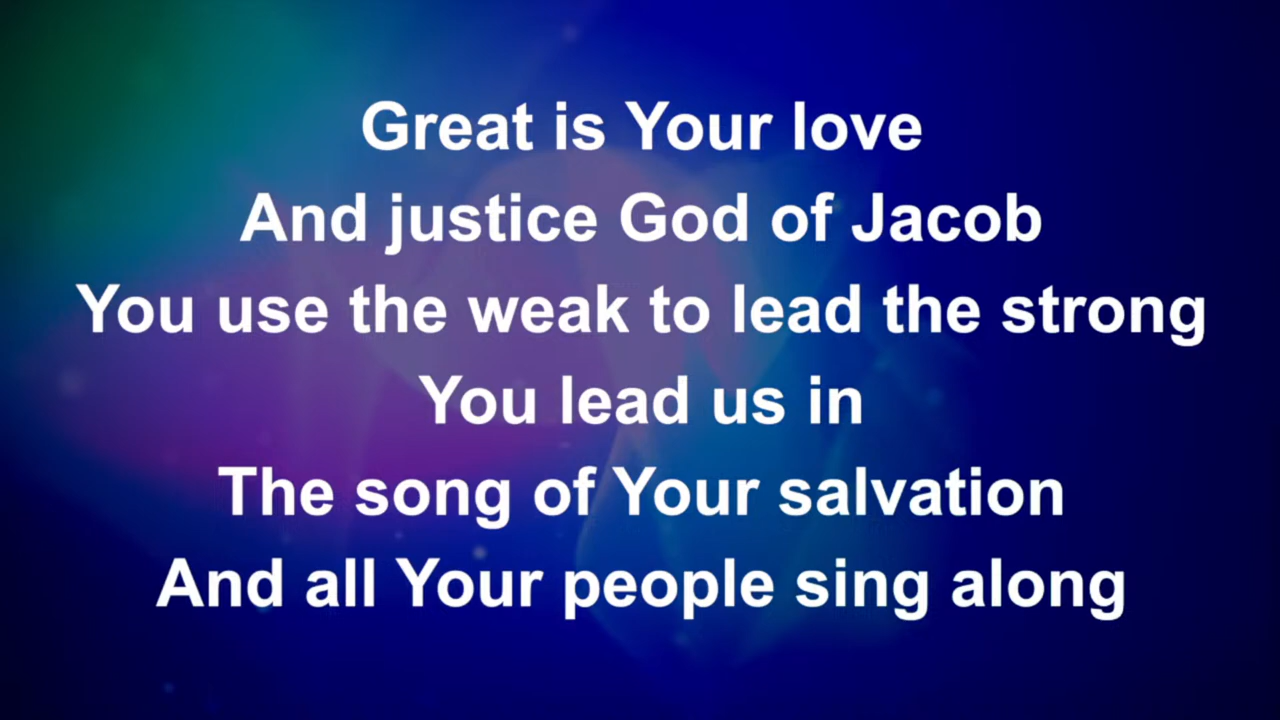 Great is Your love
And justice God of Jacob
You use the weak to lead the strong
You lead us in
The song of Your salvation
And all Your people sing along